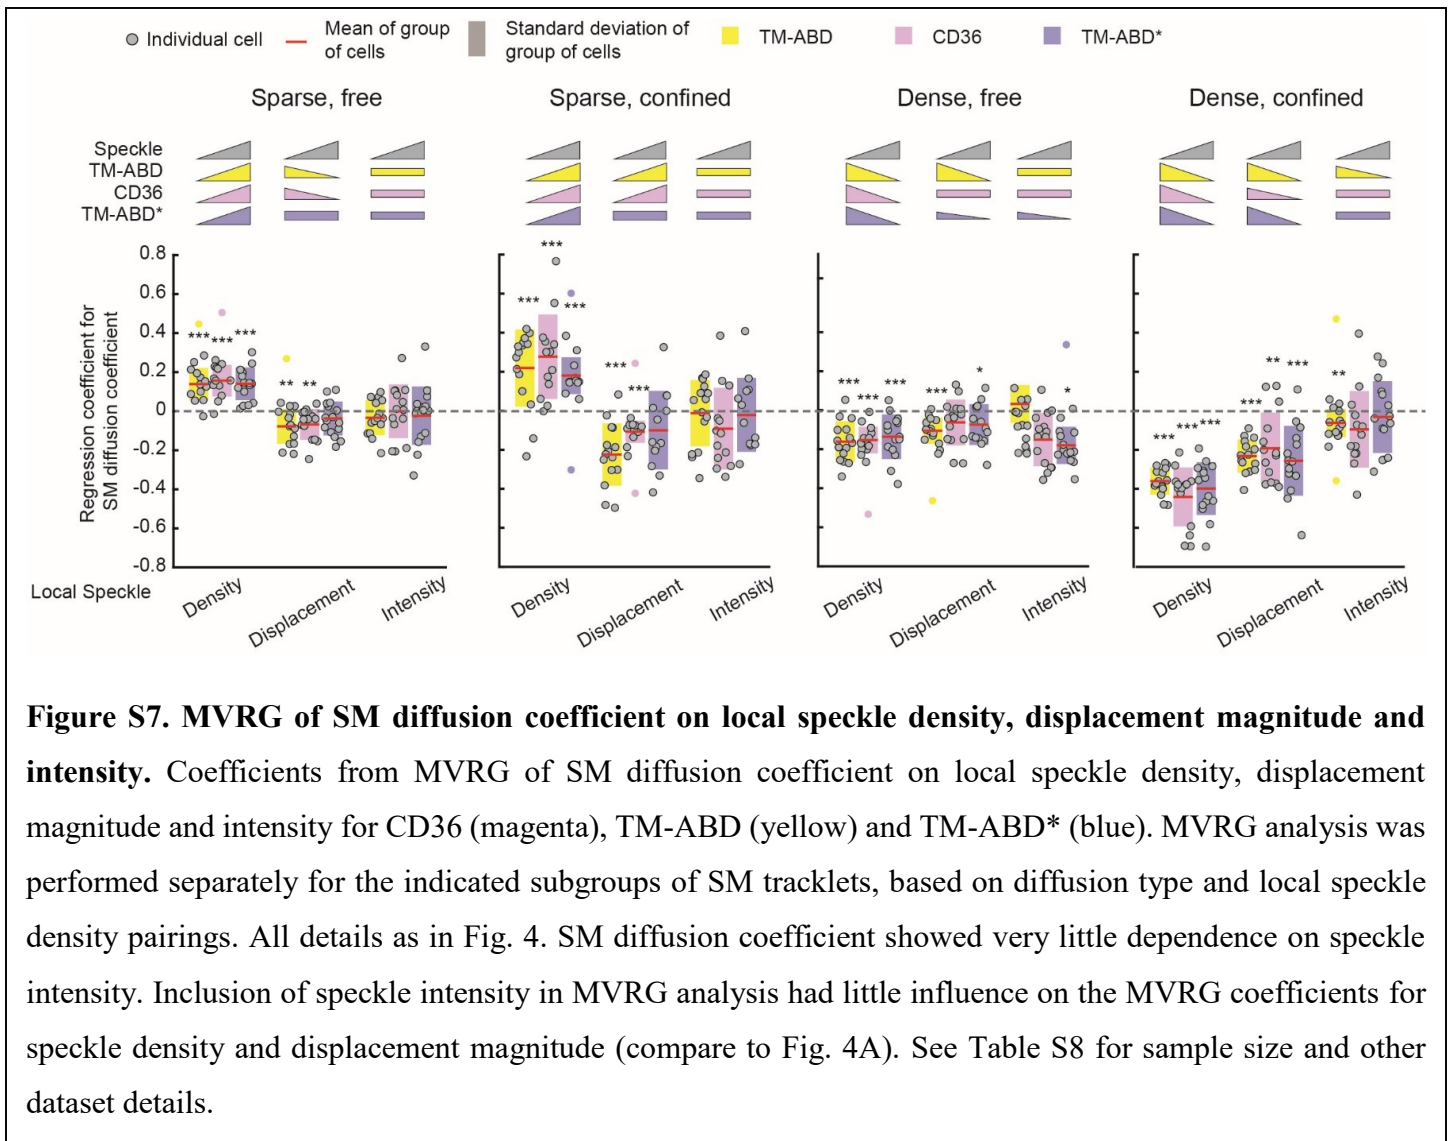 Individual cell
Mean of group
of cells
Standard deviation of
group of cells
TM-ABD
CD36
TM-ABD*
Sparse, free
Sparse, confined
Dense, free
Dense, confined
Speckle
TM-ABD
CD36
TM-ABD*
Regression coefficient for
SM diffusion coefficient
0.8
0.6
0.4
0.2
0
-0.2
-0.4
-0.6
-0.8
*** *** ***
** **
*** *** ***
*** ***
*** *** ***
*** *
*
*** *** ***
*** ** ***
**
Local Speckle
Density
Displacement
Intensity
Density
Displacement
Intensity
Density
Displacement
Intensity
Density
Displacement
Intensity
Figure S7. MVRG of SM diffusion coefficient on local speckle density, displacement magnitude and
intensity. Coefficients from MVRG of SM diffusion coefficient on local speckle density, displacement
magnitude and intensity for CD36 (magenta), TM-ABD (yellow) and TM-ABD* (blue). MVRG analysis was
performed separately for the indicated subgroups of SM tracklets, based on diffusion type and local speckle
density pairings. All details as in Fig. 4. SM diffusion coefficient showed very little dependence on speckle
intensity. Inclusion of speckle intensity in MVRG analysis had little influence on the MVRG coefficients for
speckle density and displacement magnitude (compare to Fig. 4A). See Table S8 for sample size and other
dataset details.